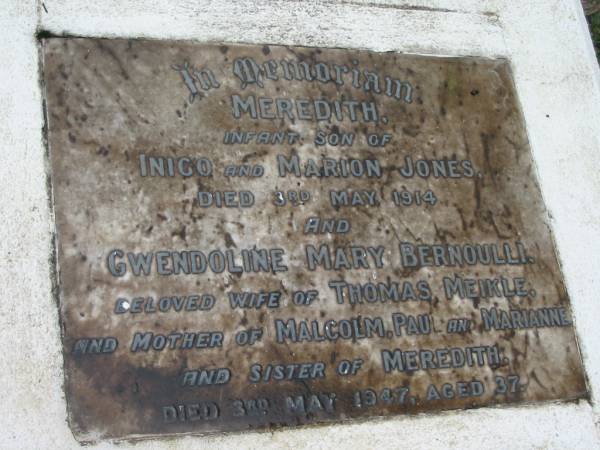 In Memoriam
MEREDITH,
INFANT SON OF
INIGO AND MARION JONES.
DIED 3RD MAY, 1914
AND
GWENDOLINE MARY BERNOULLI.
BELOVED WIFE OF THOMAS MEIKLE.
AND MOTHER OF MALCOLM, PAUL AN MARIANNE
AND SISTER OF MEREDITH.
DIED 3RD MAY 1947, AGED 37.